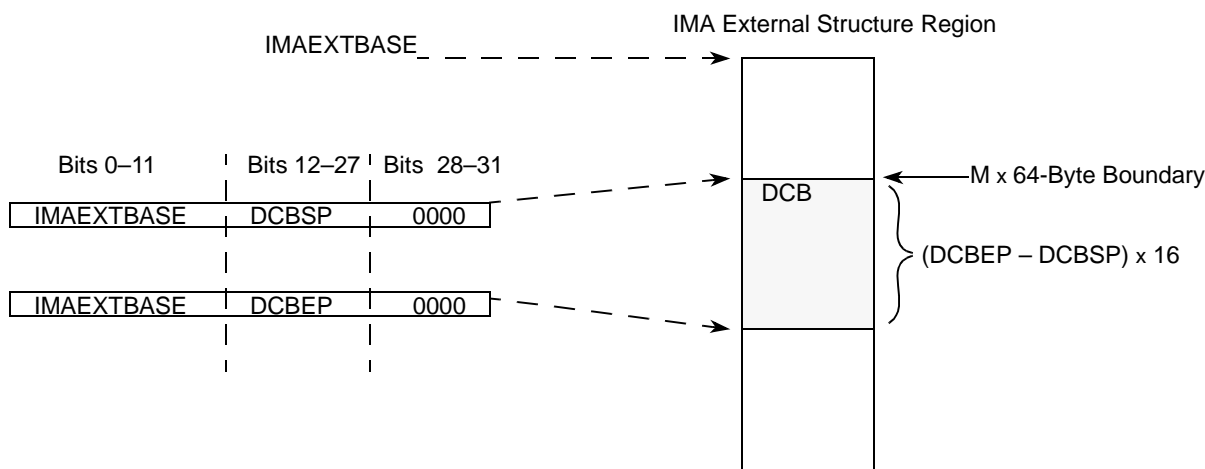 IMA External Structure Region
IMAEXTBASE
Bits 0–11 Bits 12–27 Bits 28–31
M x 64-Byte Boundary
DCB
IMAEXTBASE DCBSP 0000
(DCBEP – DCBSP) x 16
IMAEXTBASE DCBEP 0000